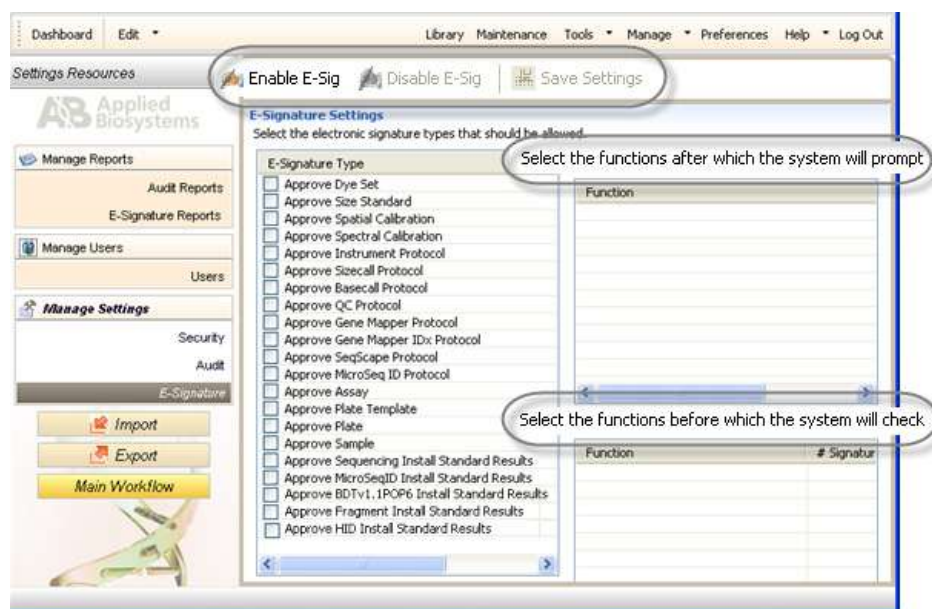 Dashboard Edit Library Maintenance Tools Manage Preferences Help Log Out
Settings Resources
Enable E-Sig Disable E-Sig Save Settings
AB Applied Biosystems
Manage Reports
Audit Reports
E-Signature Reports
Manage Users
Users
Manage Settings
Security
Audit
E-Signature
Import
Export
Main Workflow
E-Signature Settings
Select the electronic signature types that should be allowed.
E-Signature Type
Approve Dye Set
Approve Size Standard
Approve Spatial Calibration
Approve Spectral Calibration
Approve Instrument Protocol
Approve Sizecall Protocol
Approve Basecall Protocol
Approve QC Protocol
Approve Gene Mapper Protocol
Approve Gene Mapper IDx Protocol
Approve SeqScape Protocol
Approve MicroSeq ID Protocol
Approve Assay
Approve Plate Template
Approve Plate
Approve Sample
Approve Sequencing Install Standard Results
Approve MicroSeqID Install Standard Results
Approve BDTv1.1POP6 Install Standard Results
Approve Fragment Install Standard Results
Approve HID Install Standard Results
Select the functions after which the system will prompt
Function
Select the functions before which the system will check
Function # Signatur